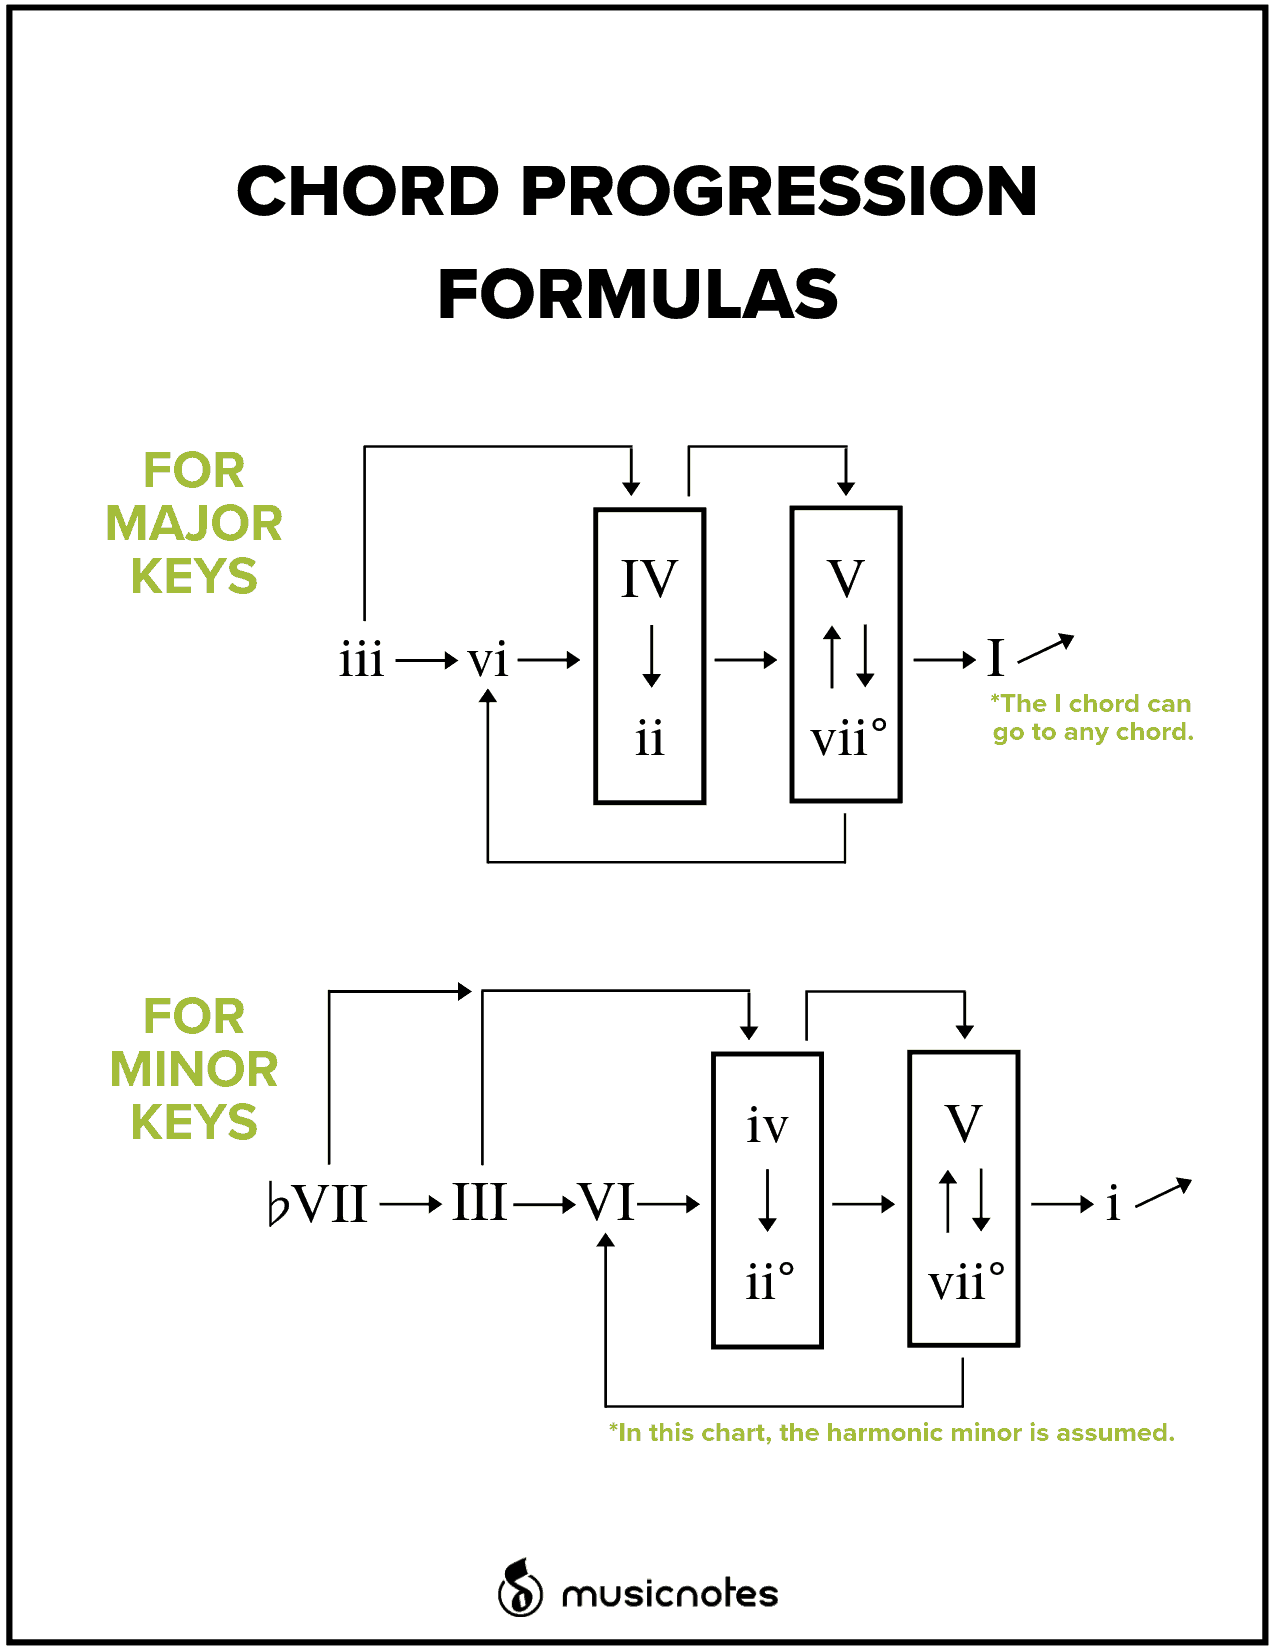 CHORD PROGRESSION
FORMULAS
FOR
MAJOR
KEYS
IV V
iii vi I
ii vii°
*The I chord can
go to any chord.
FOR
MINOR
KEYS
iv V
♭VII III VI i
ii° vii°
*In this chart, the harmonic minor is assumed.
musicnotes